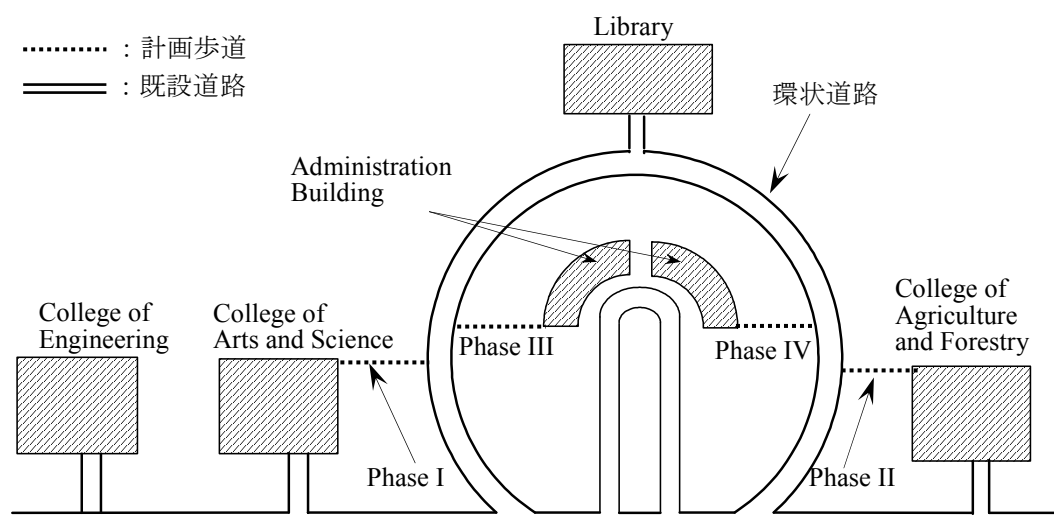 : 計画歩道
: 既設道路
Library
環状道路
Administration
Building
College of
Engineering
College of
Arts and Science
Phase III
Phase IV
College of
Agriculture
and Forestry
Phase I
Phase II